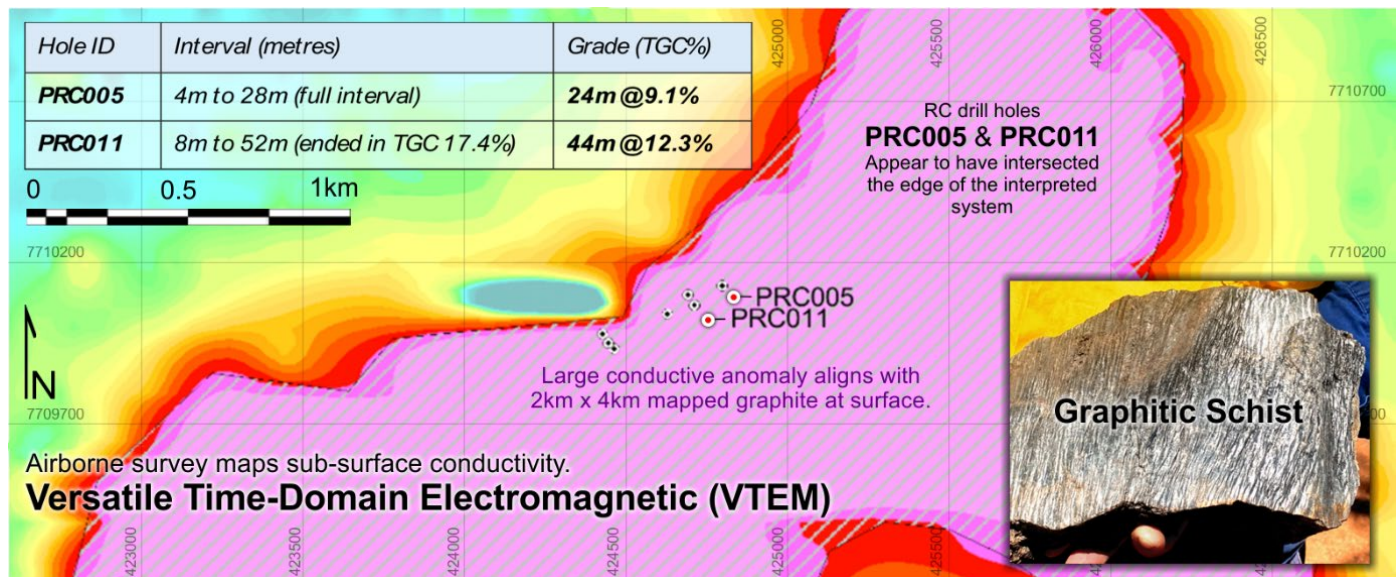 Hole ID Interval (metres) Grade (TGC%)
PRC005 4m to 28m (full interval) 24m @9.1%
PRC011 8m to 52m (ended in TGC 17.4%) 44m @12.3%
0 0.5 1km
425000 425500 426000 426500
7710700
7710700
RC drill holes
PRC005 & PRC011
Appear to have intersected
the edge of the interpreted
system
7710200
7710200
PRC005
PRC011
N
Large conductive anomaly aligns with
2km x 4km mapped graphite at surface.
7709700
Graphitic Schist
Airborne survey maps sub-surface conductivity.
Versatile Time-Domain Electromagnetic (VTEM)
423000 423500 424000 424500 425000 425500